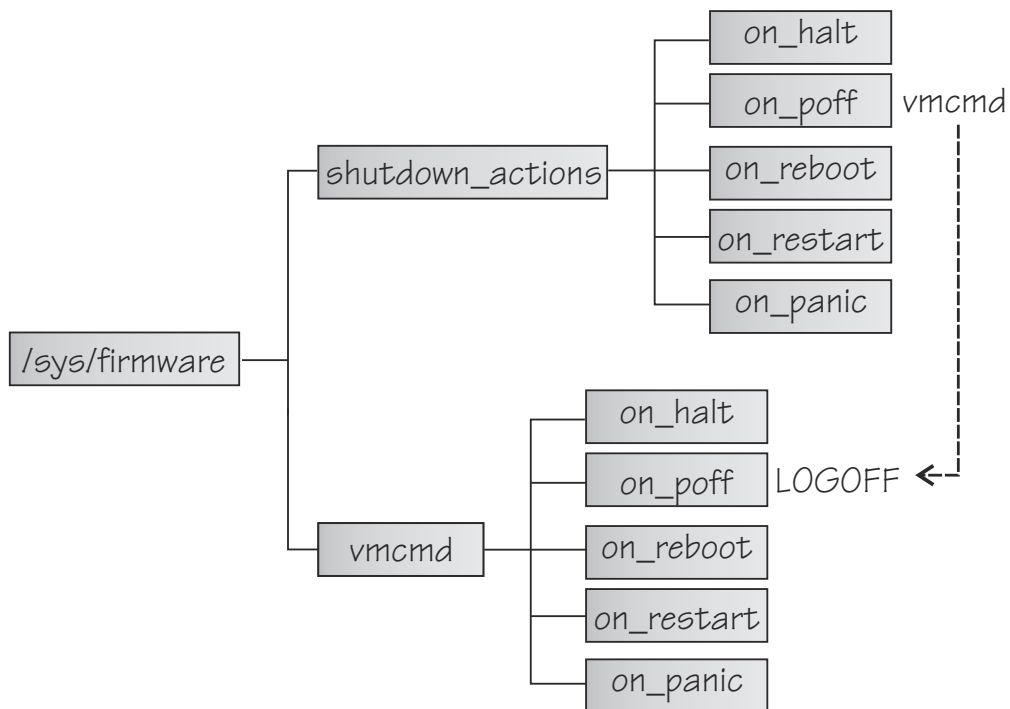 on_halt
on_poff vmcmd
shutdown_actions
on_reboot
on_restart
on_panic
/sys/firmware
on_halt
on_poff LOGOFF
vmcmd
on_reboot
on_restart
on_panic